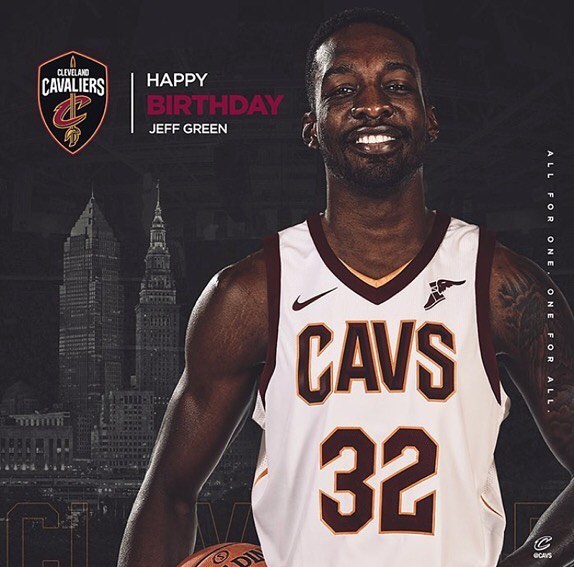 CLEVELAND
CAVALIERS
HAPPY
BIRTHDAY
JEFF GREEN
ALL FOR ONE. ONE FOR ALL.
CAVS
32
@CAVS